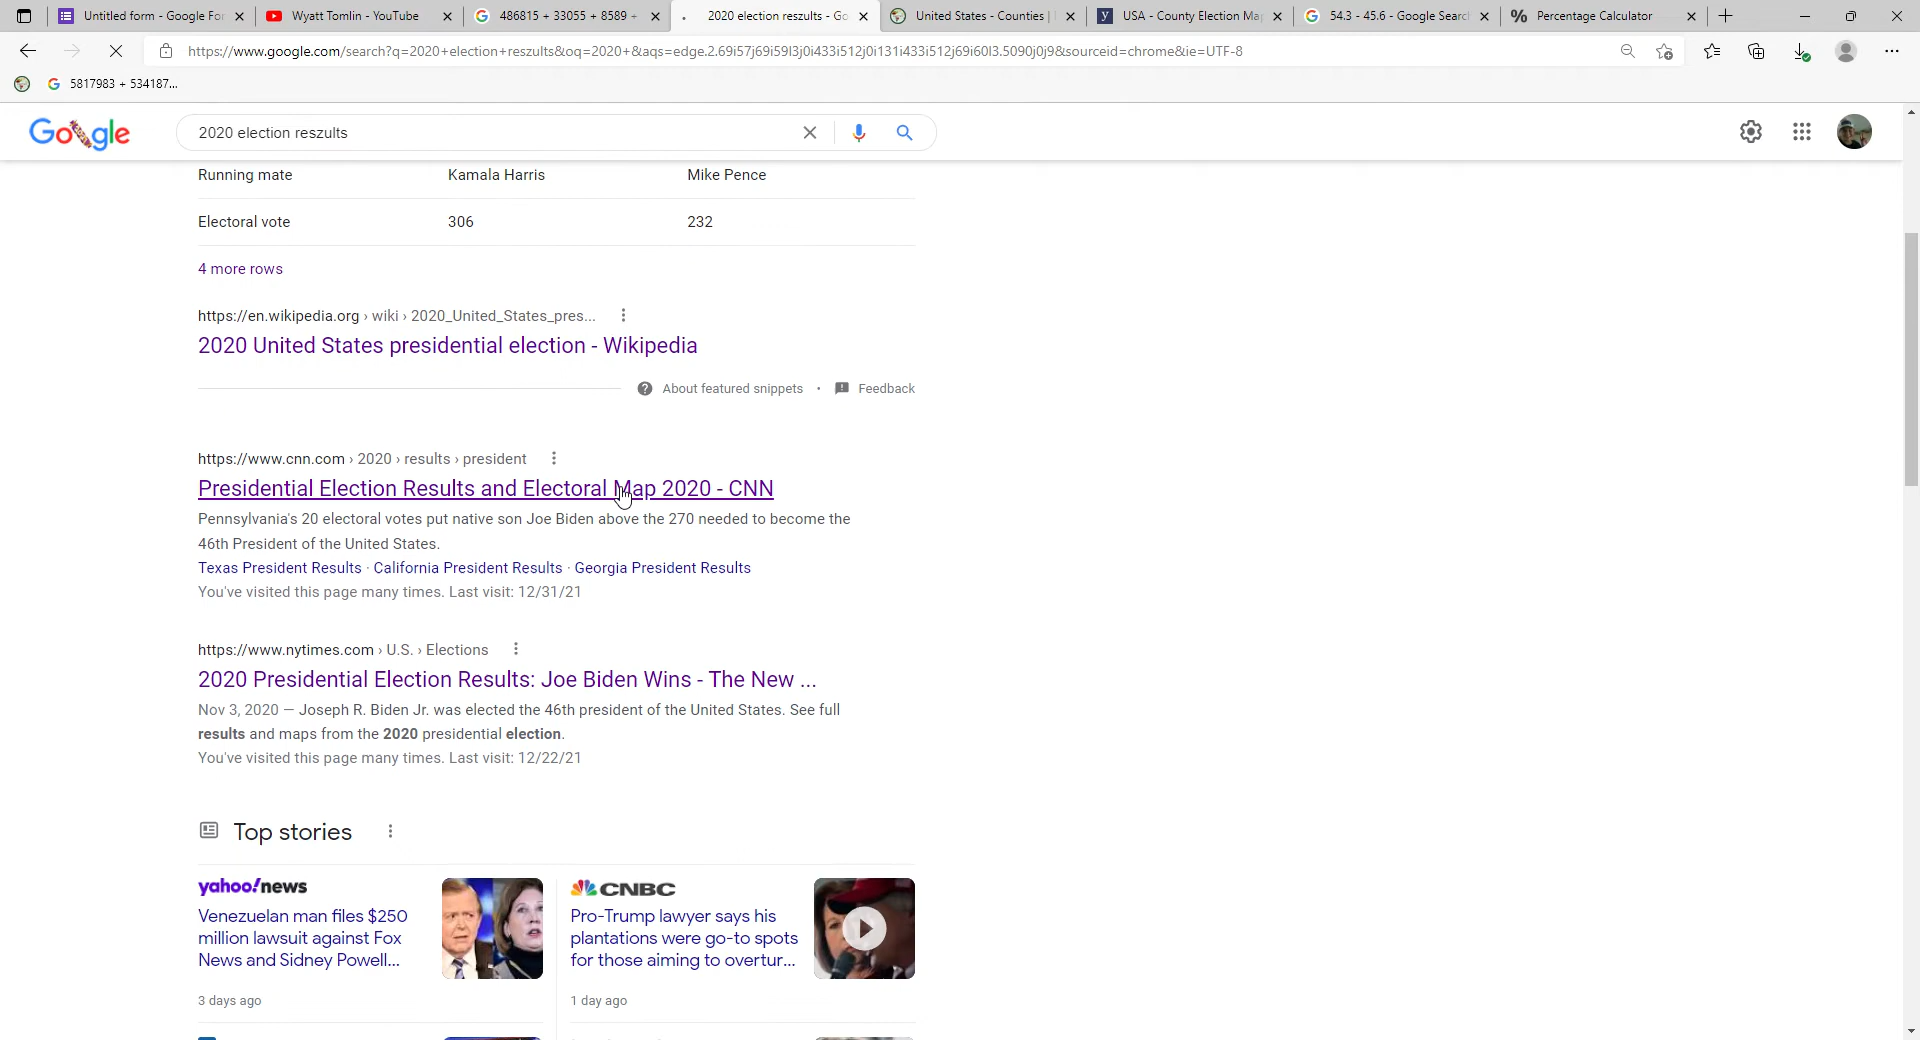 Untitled form - Google For
Wyatt Tomlin - YouTube
486815 + 33055 + 8589 +
2020 election reszults - Go
United States - Counties |
USA - County Election Ma
54.3 - 45.6 - Google Searc
% Percentage Calculator
https://www.google.com/search?q=2020+election+reszults&oq=2020+&aqs=edge.2.69i57j69i59l3j0i433i512j0i131i433i512j69i60l3.5090j0j9&sourceid=chrome&ie=UTF-8
5817983 + 534187...
Google
2020 election reszults
Running mate Kamala Harris Mike Pence
Electoral vote 306 232
4 more rows
https://en.wikipedia.org › wiki › 2020_United_States_pres...
2020 United States presidential election - Wikipedia
About featured snippets • Feedback
https://www.cnn.com › 2020 › results › president
Presidential Election Results and Electoral Map 2020 - CNN
Pennsylvania's 20 electoral votes put native son Joe Biden above the 270 needed to become the
46th President of the United States.
Texas President Results · California President Results · Georgia President Results
You've visited this page many times. Last visit: 12/31/21
https://www.nytimes.com › U.S. › Elections
2020 Presidential Election Results: Joe Biden Wins - The New ...
Nov 3, 2020 — Joseph R. Biden Jr. was elected the 46th president of the United States. See full
results and maps from the 2020 presidential election.
You've visited this page many times. Last visit: 12/22/21
Top stories
yahoo!news
Venezuelan man files $250
million lawsuit against Fox
News and Sidney Powell...
3 days ago
CNBC
Pro-Trump lawyer says his
plantations were go-to spots
for those aiming to overtur...
1 day ago